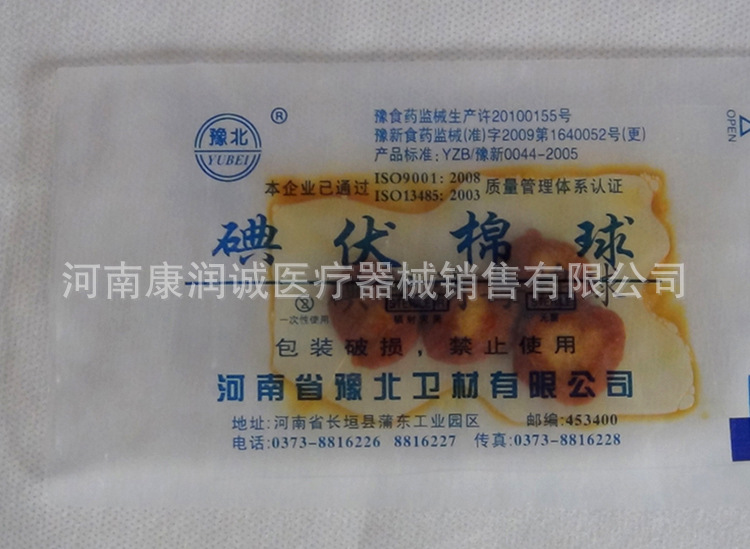 豫北
YUBEI
®
豫食药监械生产许20100155号
豫新食药监械(准)字2009第1640052号(更)
产品标准: YZB/豫新0044-2005
OPEN
本企业已通过 ISO9001: 2008 ISO13485: 2003 质量管理体系认证
碘伏棉球
河南康润诚医疗器械销售有限公司
一次性使用
包装破损，禁止使用
河南省豫北卫材有限公司
地址: 河南省长垣县蒲东工业园区 邮编: 453400
电话: 0373-8816226 8816227 传真: 0373-8816228